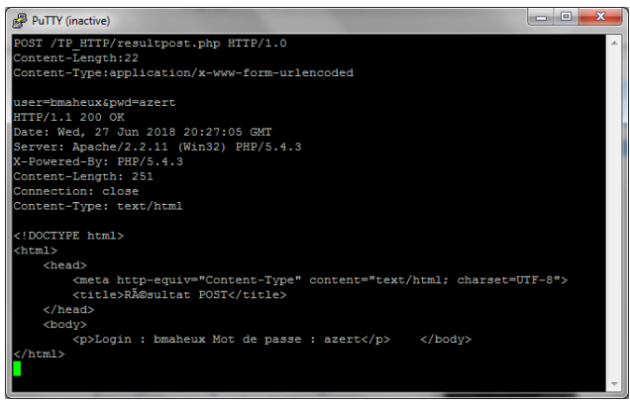 PuTTY (inactive)
POST /TP_HTTP/resultpost.php HTTP/1.0
Content-Length:22
Content-Type:application/x-www-form-urlencoded
user=bmaheux&pwd=azert
HTTP/1.1 200 OK
Date: Wed, 27 Jun 2018 20:27:05 GMT
Server: Apache/2.2.11 (Win32) PHP/5.4.3
X-Powered-By: PHP/5.4.3
Content-Length: 251
Connection: close
Content-Type: text/html
<!DOCTYPE html>
<html>
    <head>
        <meta http-equiv="Content-Type" content="text/html; charset=UTF-8">
        <title>RÃ©sultat POST</title>
    </head>
    <body>
        <p>Login : bmaheux Mot de passe : azert</p>    </body>
</html>